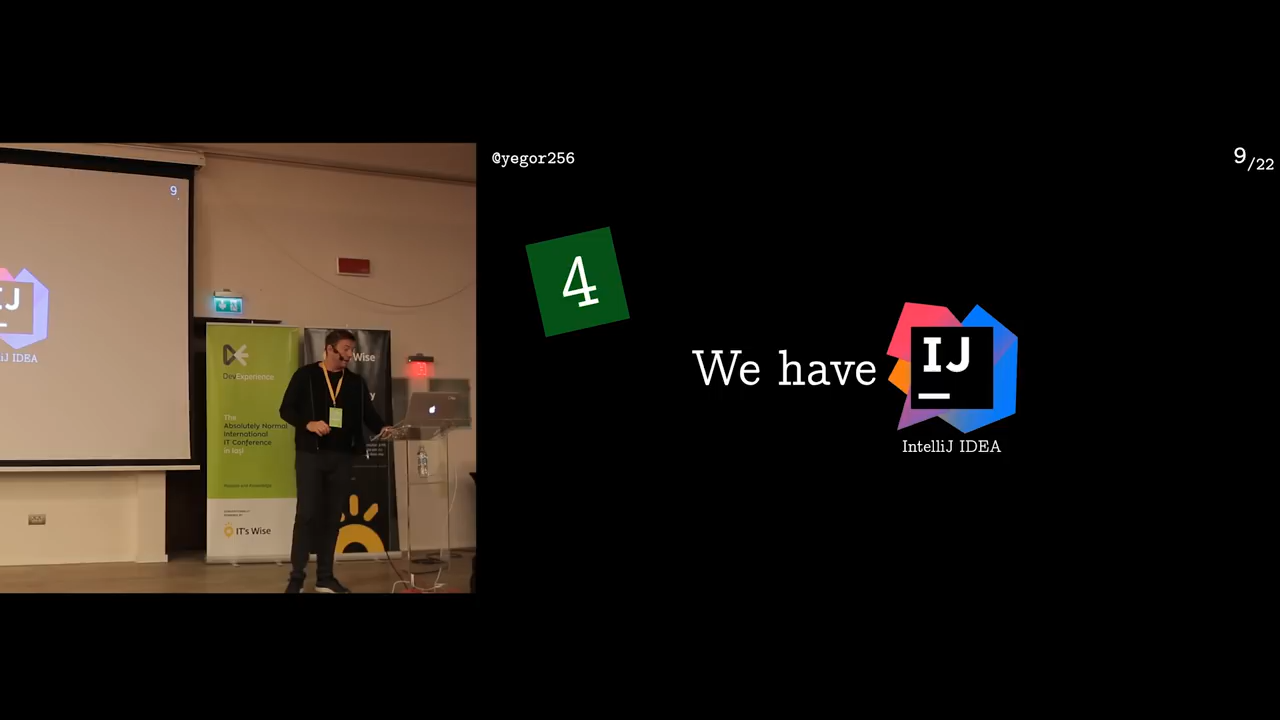 9
IJ
IJ IDEA
DevExperience
The
Absolutely Normal
International
IT Conference
in Iași
IT's Wise
Wise
@yegor256
9/22
4
We have
IJ
IntelliJ IDEA